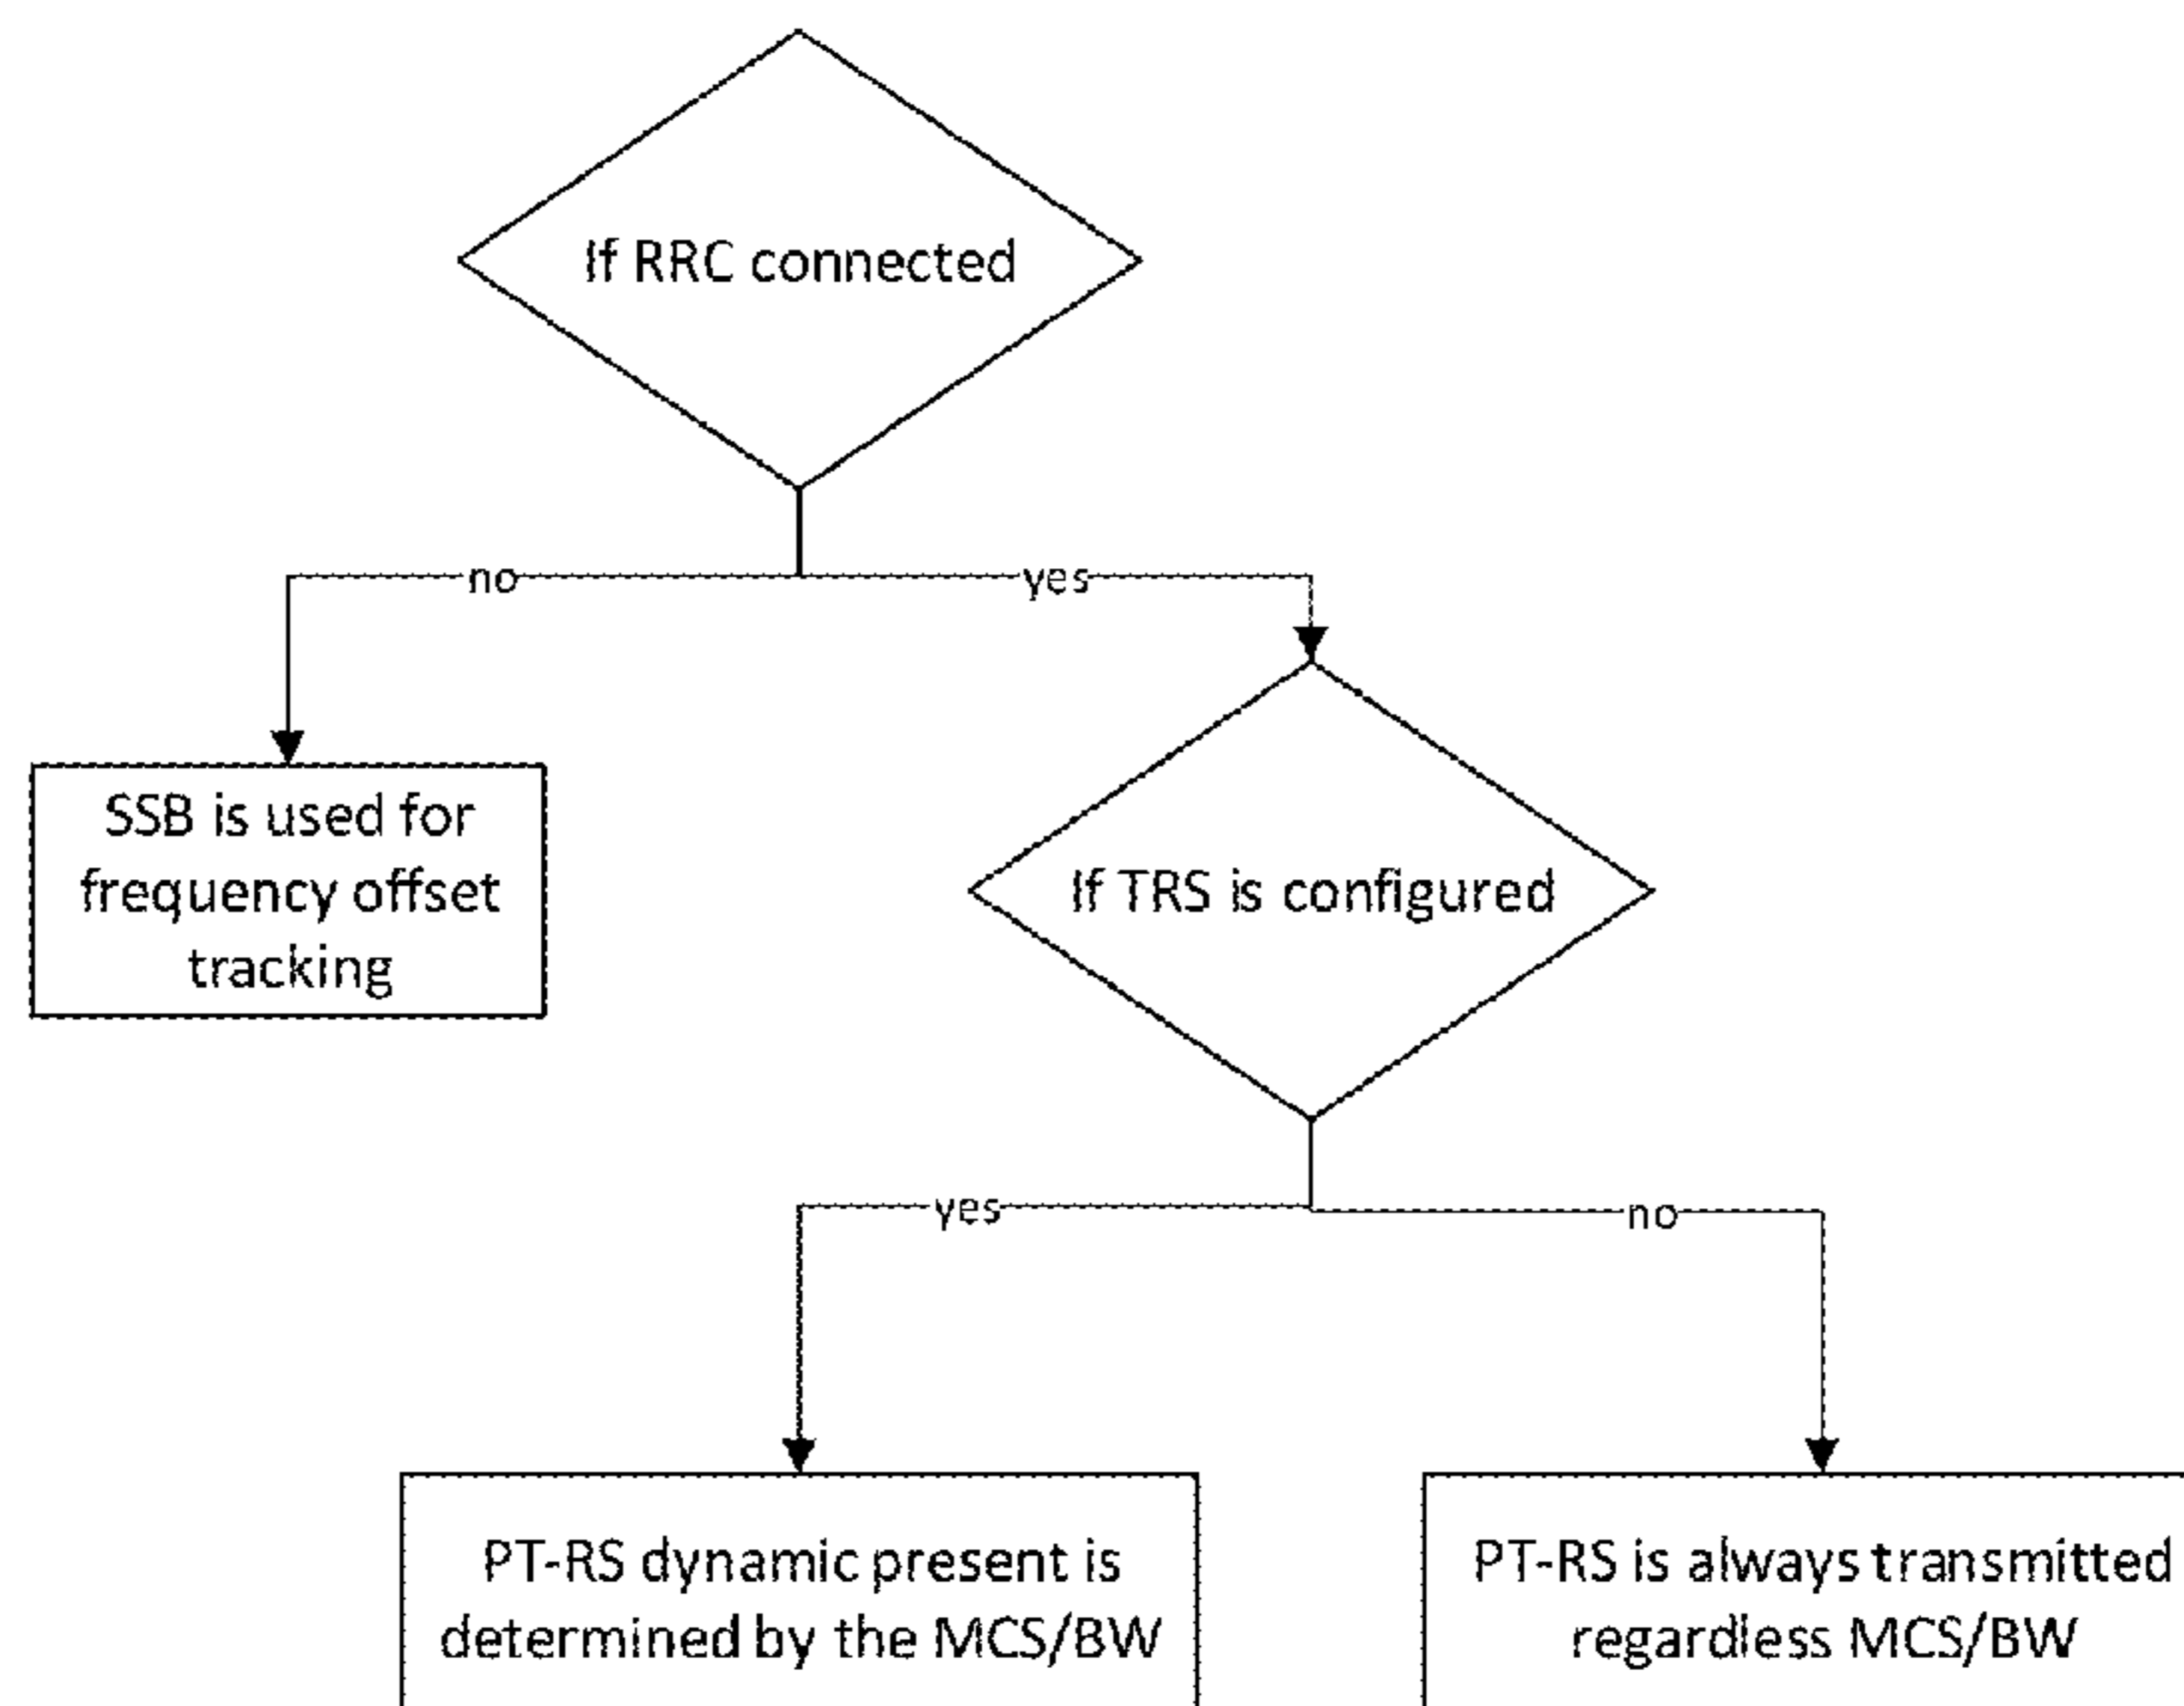 If RRC connected
no
yes
SSB is used for
frequency offset
tracking
If TRS is configured
yes
no
PT-RS dynamic present is
determined by the MCS/BW
PT-RS is always transmitted
regardless MCS/BW